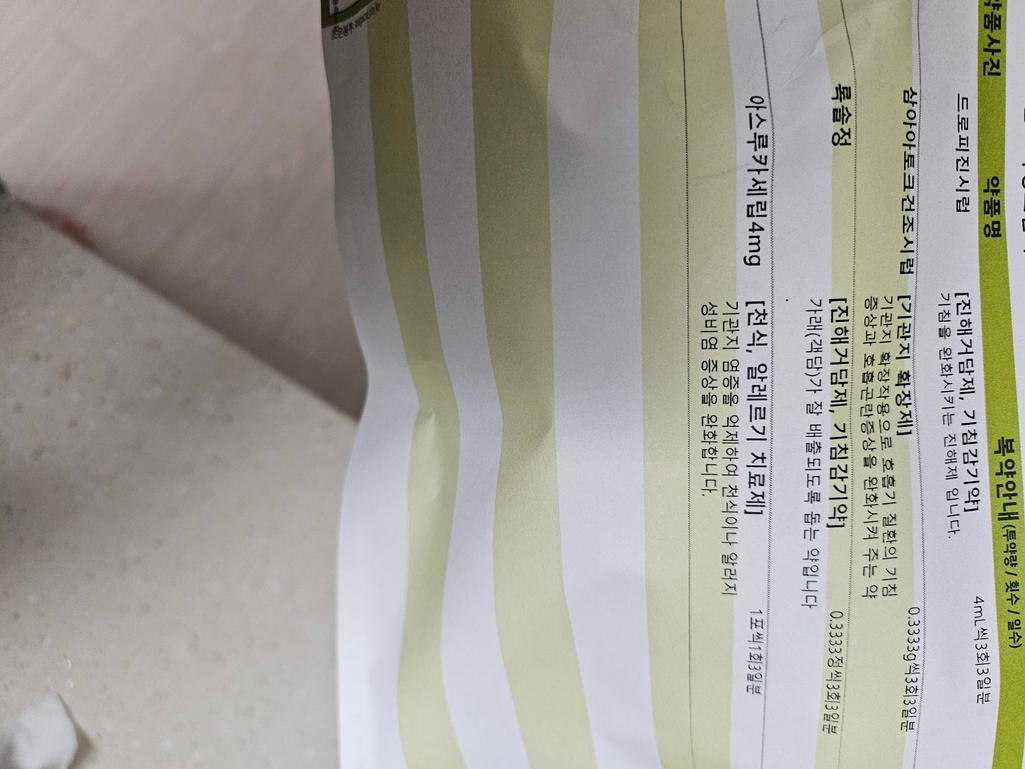 약품사진 약품명 복약안내(투약량 / 횟수 / 일수)
드로피진시럽 [진해거담제, 기침감기약] 4mL씩3회3일분
기침을 완화시키는 진해제 입니다.
삼아아토크건조시럽 [기관지 확장제] 0.3333g씩3회3일분
기관지 확장작용으로 호흡기 질환의 기침
증상과 호흡곤란증상을 완화시켜 주는 약
록솔정 [진해거담제, 기침감기약] 0.3333정씩3회3일분
가래(객담)가 잘 배출되도록 돕는 약입니다
.
아스루카세립4mg [천식, 알레르기 치료제] 1포씩1회3일분
기관지 염증을 억제하여 천식이나 알러지
성비염 증상을 완화합니다.